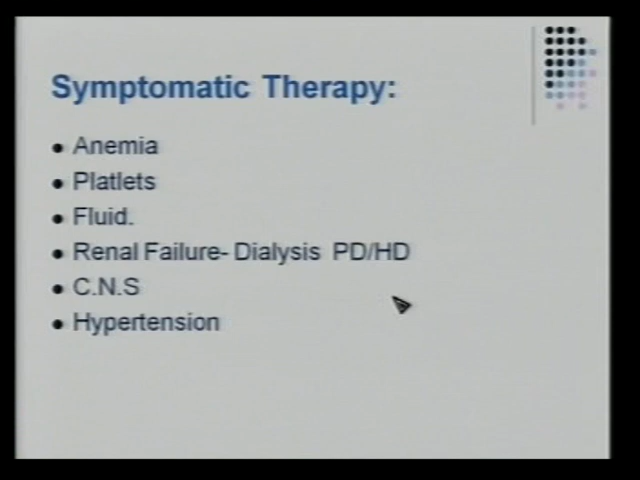 Symptomatic Therapy:
Anemia
Platlets
Fluid.
Renal Failure- Dialysis PD/HD
C.N.S
Hypertension